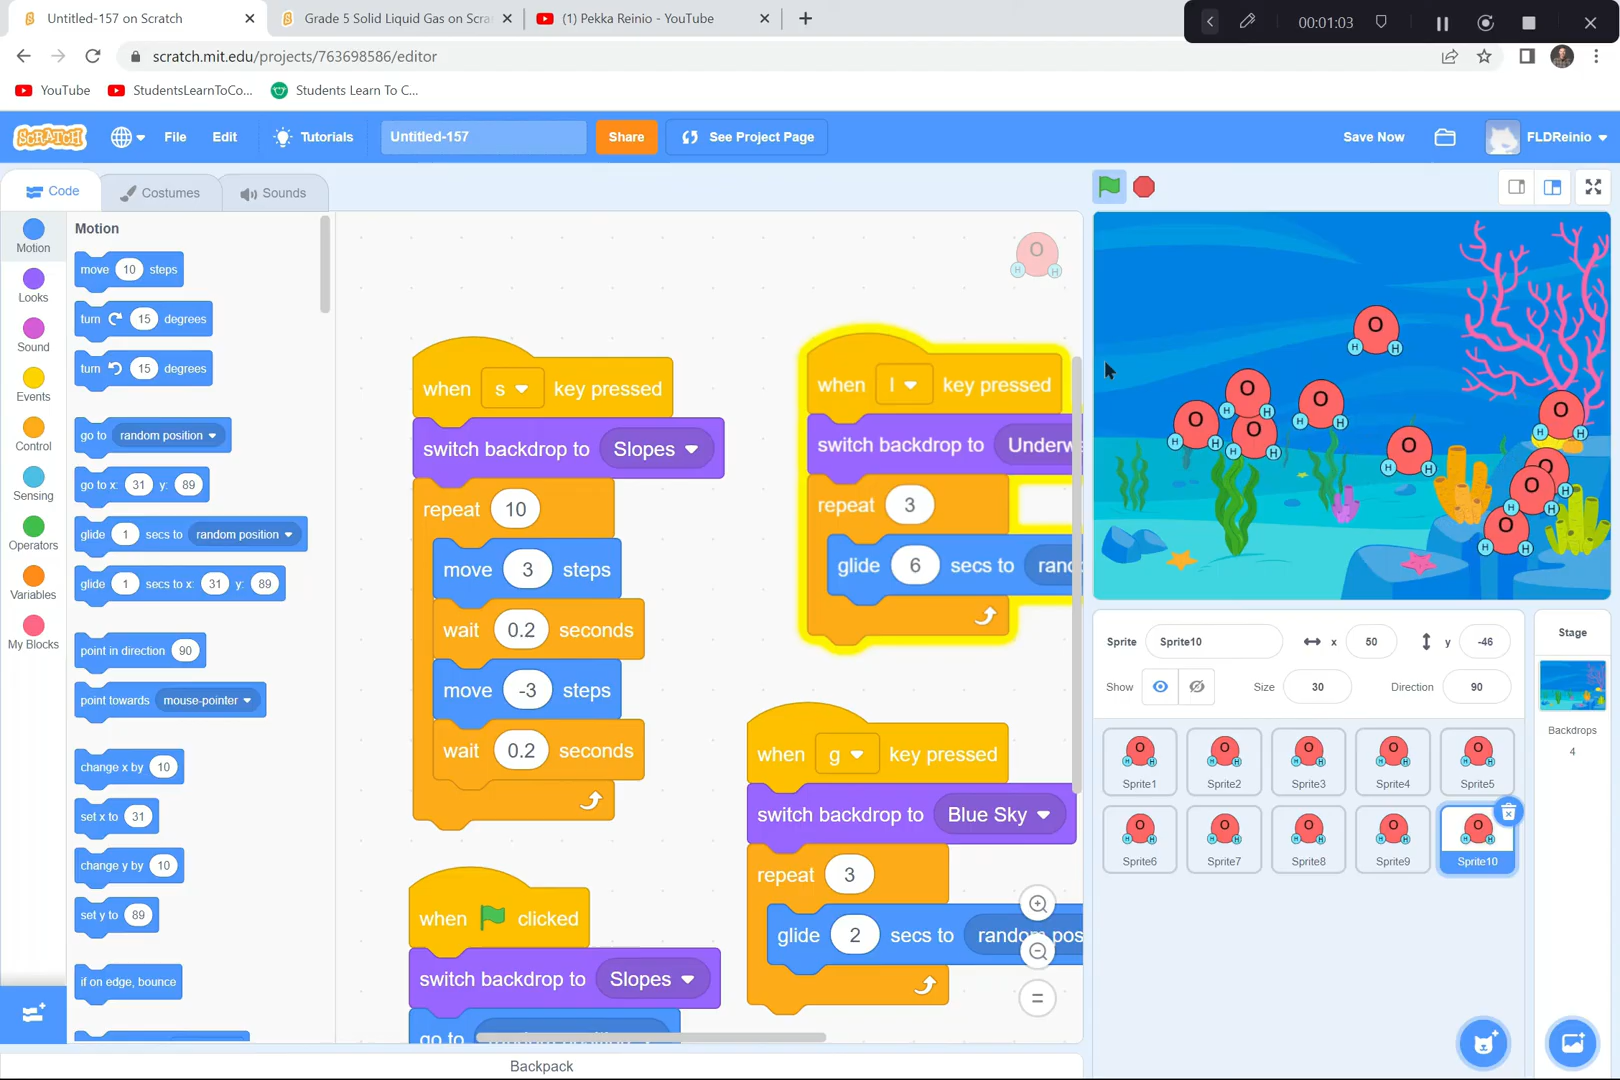 Untitled-157 on Scratch
Grade 5 Solid Liquid Gas on Scra
(1) Pekka Reinio - YouTube
00:01:03
scratch.mit.edu/projects/763698586/editor
YouTube
StudentsLearnToCo...
Students Learn To C...
SCRATCH
File
Edit
Tutorials
Untitled-157
Share
See Project Page
Save Now
FLDReinio
Code
Costumes
Sounds
Motion
Looks
Sound
Events
Control
Sensing
Operators
Variables
My Blocks
Motion
move 10 steps
turn 15 degrees
turn 15 degrees
go to random position
go to x: 31 y: 89
glide 1 secs to random position
glide 1 secs to x: 31 y: 89
point in direction 90
point towards mouse-pointer
change x by 10
set x to 31
change y by 10
set y to 89
if on edge, bounce
when s key pressed
switch backdrop to Slopes
repeat 10
move 3 steps
wait 0.2 seconds
move -3 steps
wait 0.2 seconds
when clicked
switch backdrop to Slopes
go to
O
H H
when l key pressed
switch backdrop to Underw
repeat 3
glide 6 secs to rand
when g key pressed
switch backdrop to Blue Sky
repeat 3
glide 2 secs to random pos
Backpack
O
H H
O
H H
O
H H
O
H H
O
H H
O
H H
O
H H
O
H
O
H H
O
H H
Sprite Sprite10 x 50 y -46
Show Size 30 Direction 90
Sprite1
Sprite2
Sprite3
Sprite4
Sprite5
Sprite6
Sprite7
Sprite8
Sprite9
Sprite10
Stage
Backdrops
4